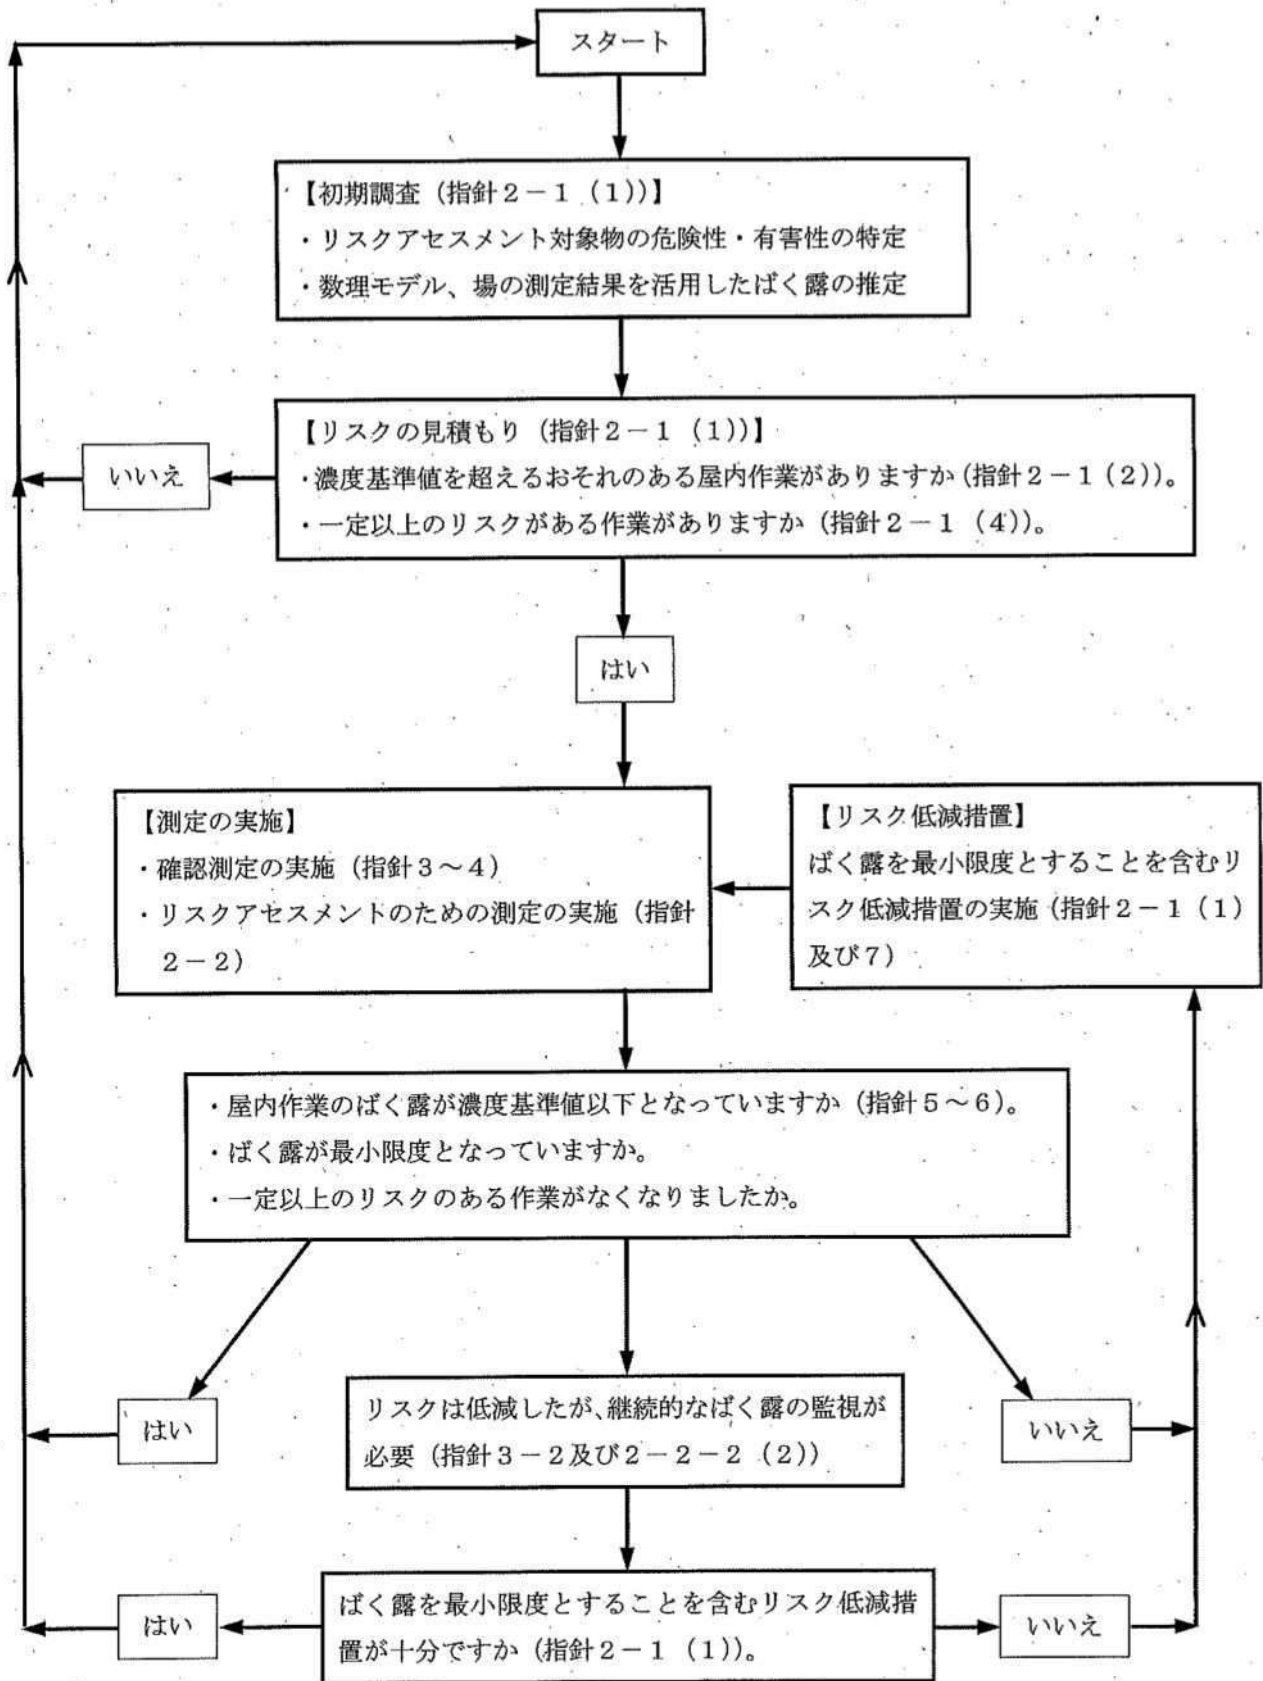 スタート
【初期調査（指針２－１（１））】
・リスクアセスメント対象物の危険性・有害性の特定
・数理モデル、場の測定結果を活用したばく露の推定
【リスクの見積もり（指針２－１（１））】
・濃度基準値を超えるおそれのある屋内作業がありますか（指針２－１（２））。
・一定以上のリスクがある作業がありますか（指針２－１（４））。
いいえ
はい
【測定の実施】
・確認測定の実施（指針３～４）
・リスクアセスメントのための測定の実施（指針
２－２）
【リスク低減措置】
ばく露を最小限度とすることを含むリ
スク低減措置の実施（指針２－１（１）
及び７）
・屋内作業のばく露が濃度基準値以下となっていますか（指針５～６）。
・ばく露が最小限度となっていますか。
・一定以上のリスクのある作業がなくなりましたか。
はい
リスクは低減したが、継続的なばく露の監視が
必要（指針３－２及び２－２－２（２））
いいえ
はい
ばく露を最小限度とすることを含むリスク低減措
置が十分ですか（指針２－１（１））。
いいえ